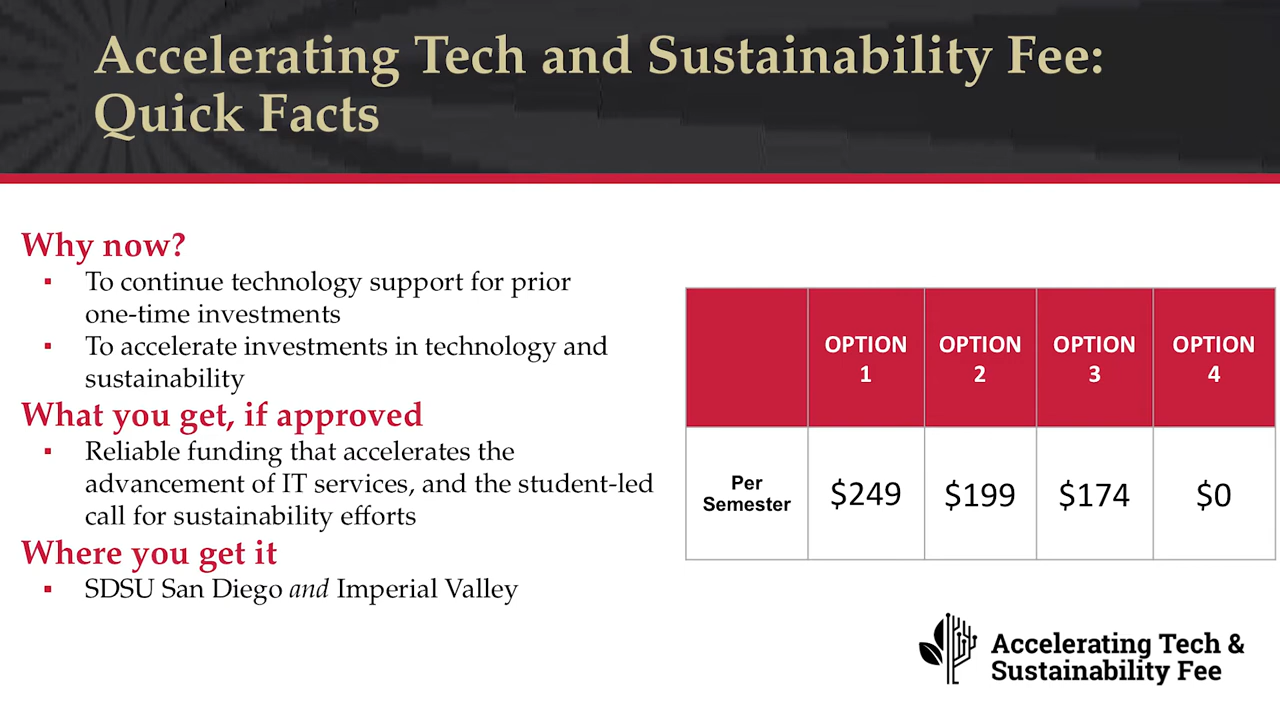 Accelerating Tech and Sustainability Fee:
Quick Facts
Why now?
▪ To continue technology support for prior
one-time investments
▪ To accelerate investments in technology and
sustainability
What you get, if approved
▪ Reliable funding that accelerates the
advancement of IT services, and the student-led
call for sustainability efforts
Where you get it
▪ SDSU San Diego and Imperial Valley
OPTION 1 OPTION 2 OPTION 3 OPTION 4
Per Semester $249 $199 $174 $0
Accelerating Tech &
Sustainability Fee